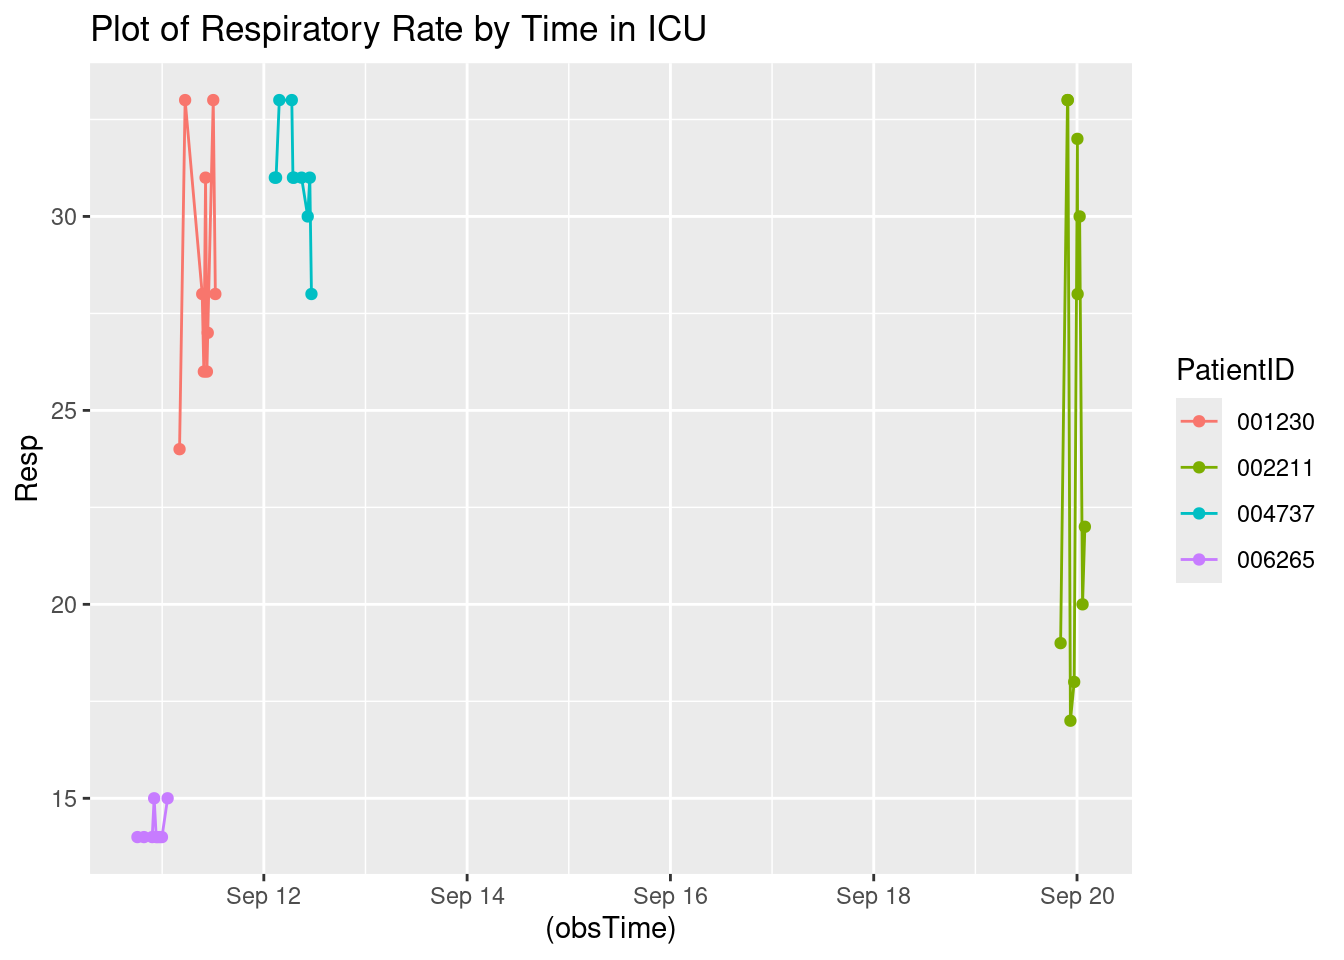 Plot of Respiratory Rate by Time in ICU
Resp
30
25
20
15
Sep 12
Sep 14
Sep 16
Sep 18
Sep 20
(obsTime)
PatientID
001230
002211
004737
006265